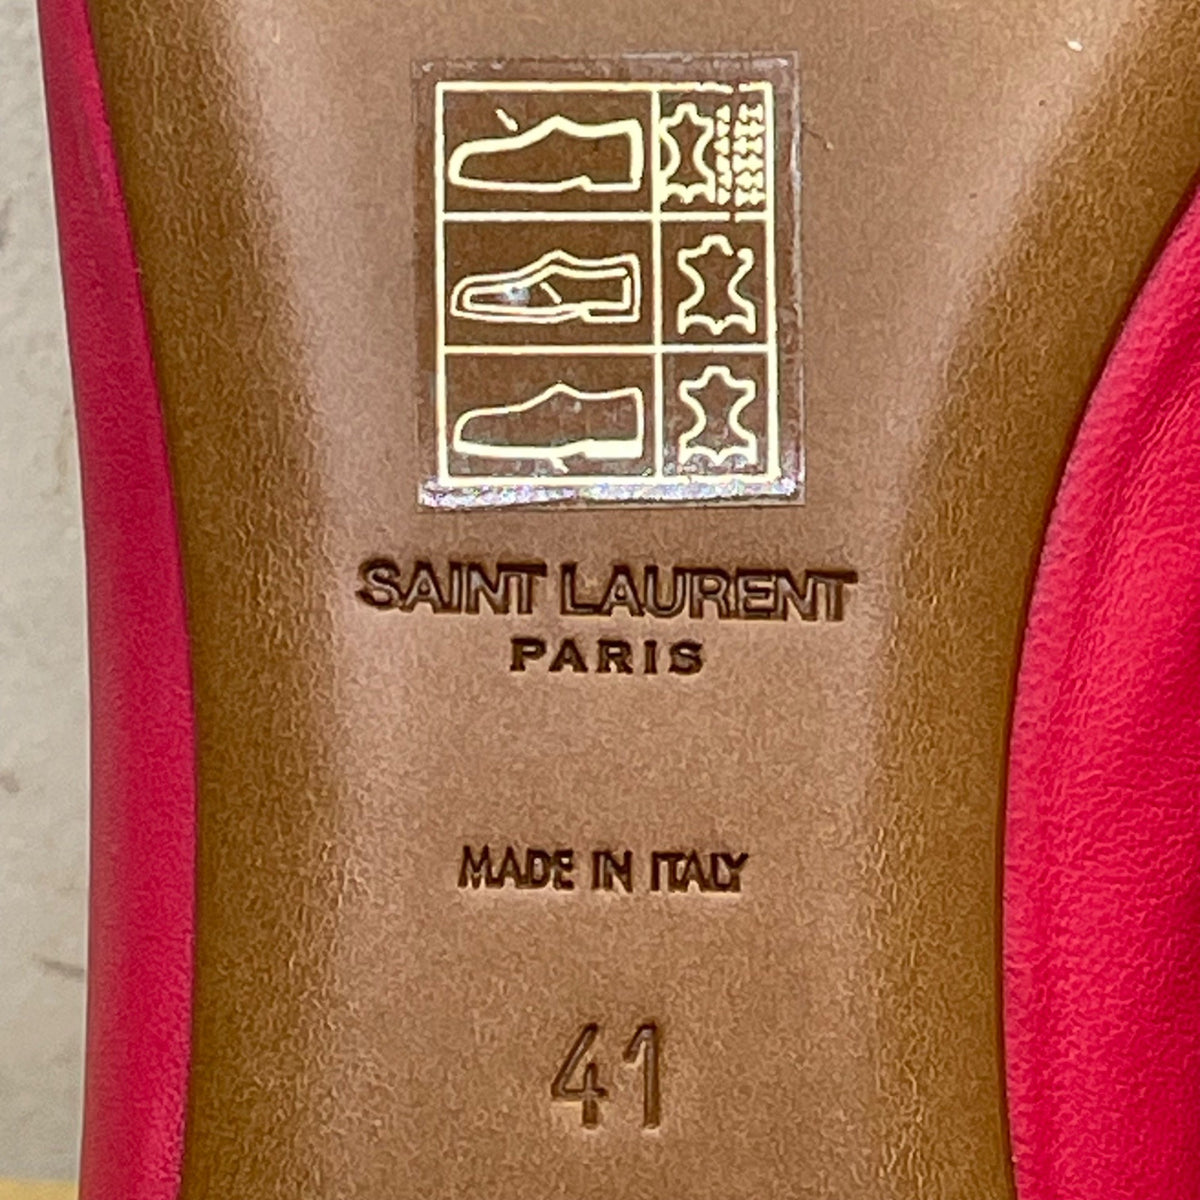 SAINT LAURENT
PARIS
MADE IN ITALY
41